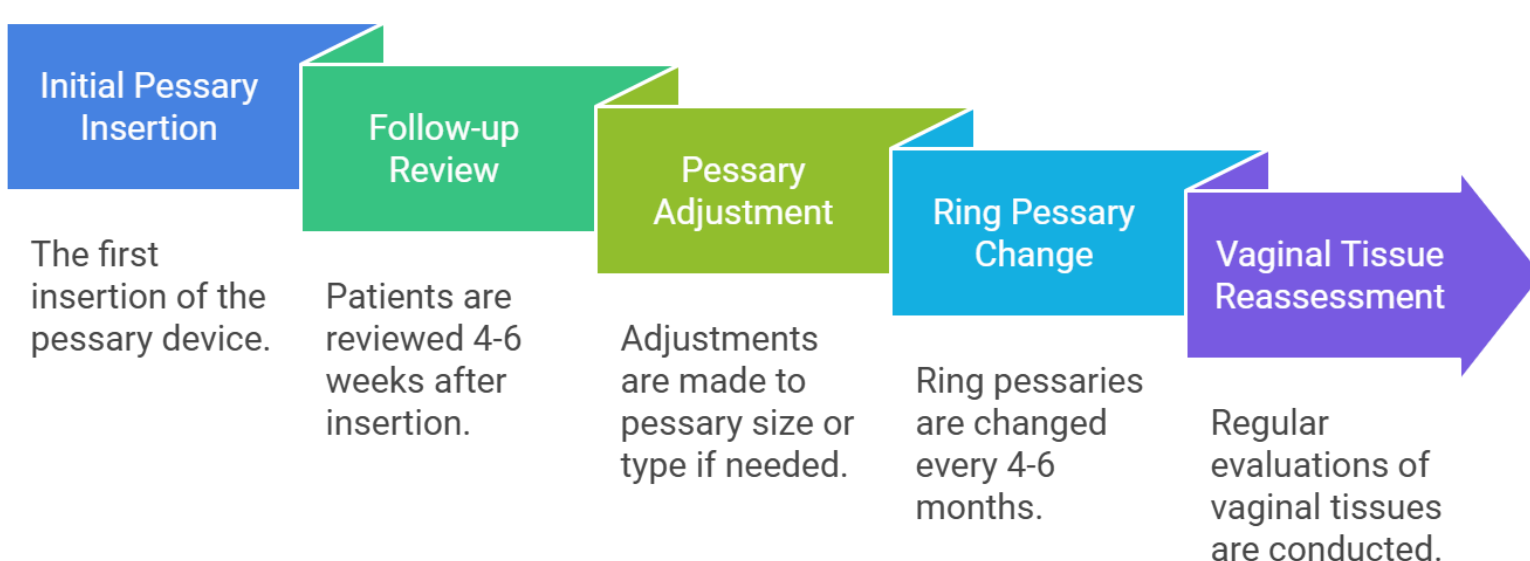 Initial Pessary
Insertion
The first
insertion of the
pessary device.
Follow-up
Review
Patients are
reviewed 4-6
weeks after
insertion.
Pessary
Adjustment
Adjustments
are made to
pessary size or
type if needed.
Ring Pessary
Change
Ring pessaries
are changed
every 4-6
months.
Vaginal Tissue
Reassessment
Regular
evaluations of
vaginal tissues
are conducted.